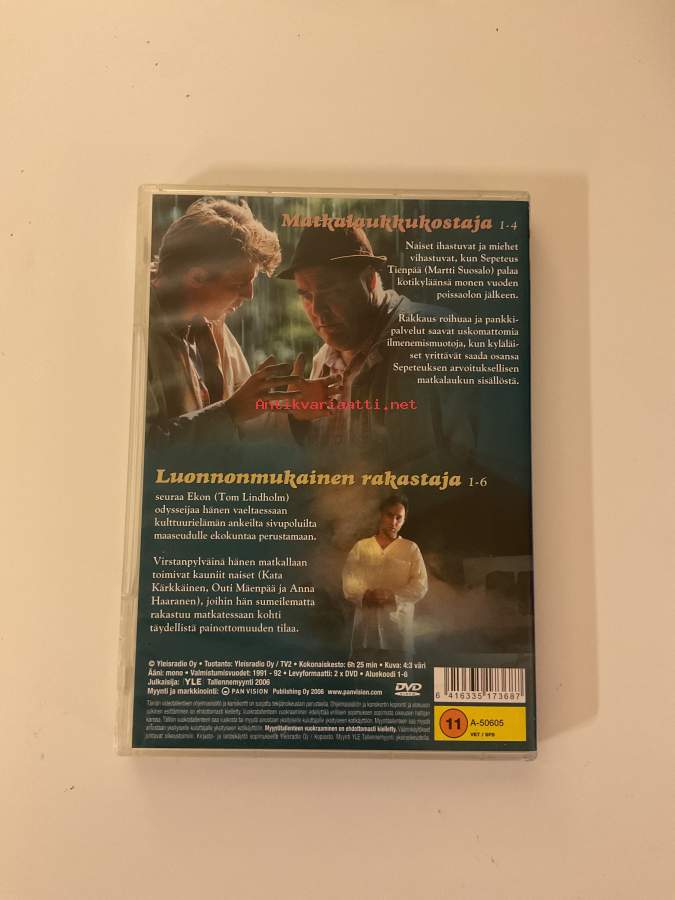 Matkalaukkukostaja 1-4
Naiset ihastuvat ja miehet
vihastuvat, kun Sepeteus
Tienpää (Martti Suosalo) palaa
kotikyläänsä monen vuoden
poissaolon jälkeen.
Rakkaus roihuaa ja pankki-
palvelut saavat uskomattomia
ilmenemismuotoja, kun kyläläi-
set yrittävät saada osansa
Sepeteuksen arvoituksellisen
matkalaukun sisällöstä.
Antikvariaatti.net
Luonnonmukainen rakastaja 1-6
seuraa Ekon (Tom Lindholm)
odysseijaa hänen vaeltaessaan
kulttuurielämän ankeilta sivupoluilta
maaseudulle ekokuntaa perustamaan.
Virstanpylväinä hänen matkallaan
toimivat kauniit naiset (Kata
Kärkkäinen, Outi Mäenpää ja Anna
Haaranen), joihin hän sumeilematta
rakastuu matkatessaan kohti
täydellistä painottomuuden tilaa.
© Yleisradio Oy • Tuotanto: Yleisradio Oy / TV2 • Kokonaiskesto: 6h 25 min • Kuva: 4:3 väri
Ääni: mono • Valmistumisvuodet: 1991 - 92 • Levyformaatti: 2 x DVD • Aluekoodi 1-6
Julkaisija: YLE Tallennemyynti 2006
Myynti ja markkinointi: PAN VISION Publishing Oy 2006 www.panvision.com
DVD
6 416335 173687
11 A-50605
VET / SFS